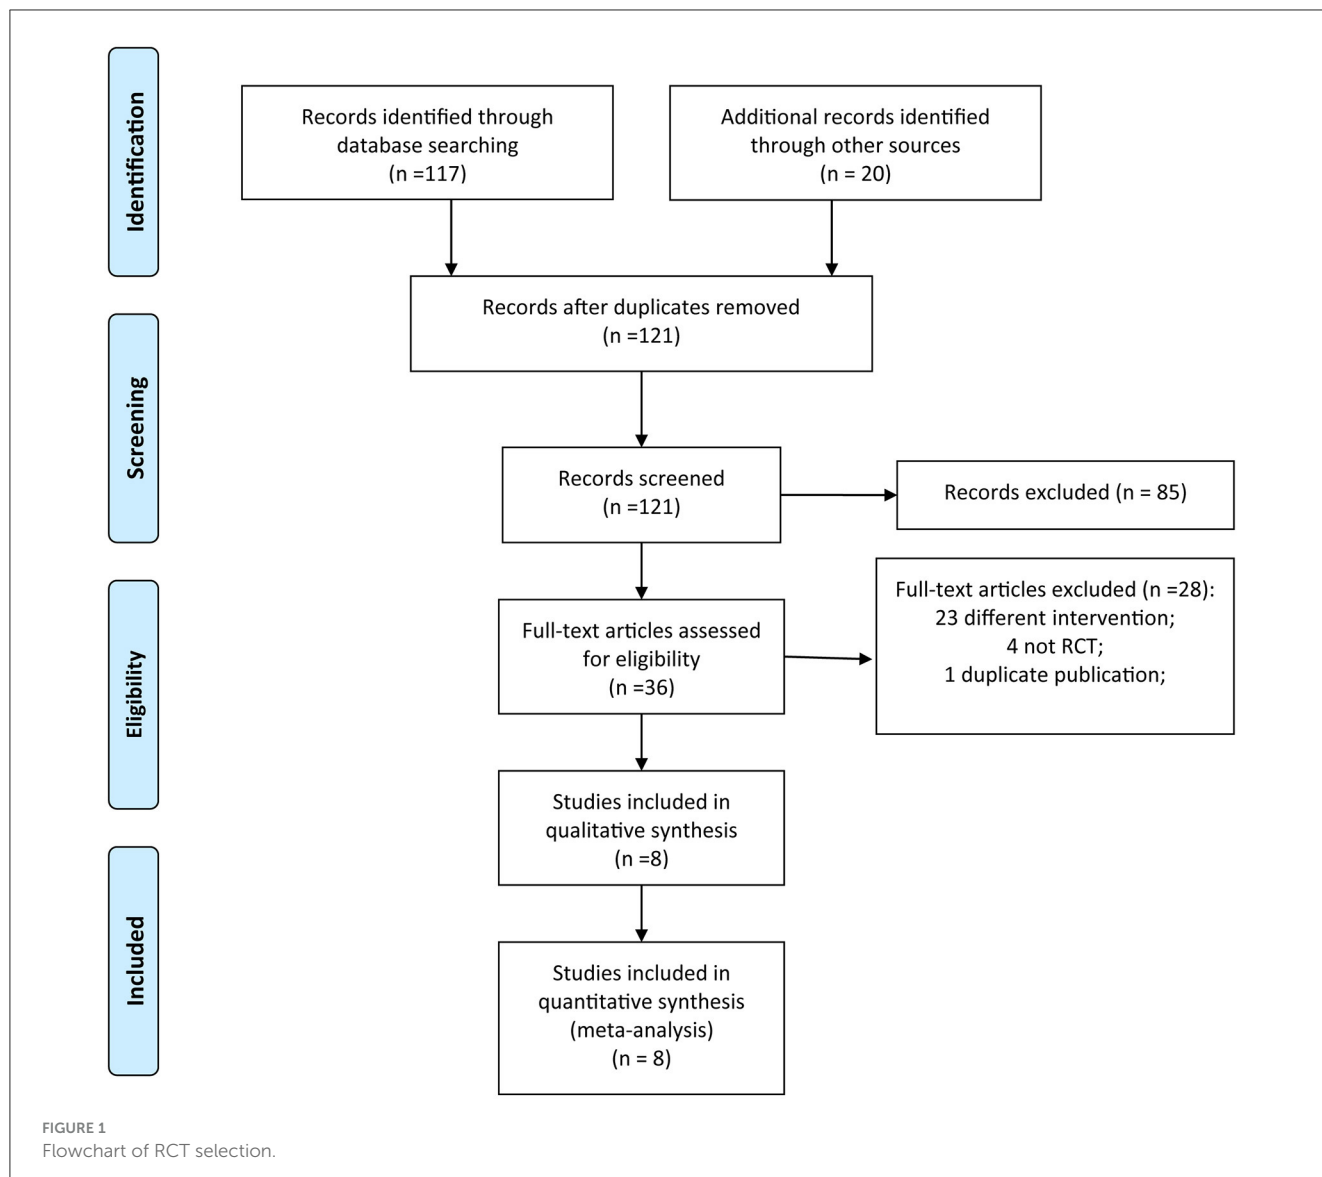 Identification
Records identified through
database searching
(n =117)
Additional records identified
through other sources
(n = 20)
Records after duplicates removed
(n =121)
Screening
Records screened
(n =121)
Records excluded (n = 85)
Eligibility
Full-text articles assessed
for eligibility
(n =36)
Full-text articles excluded (n =28):
23 different intervention;
4 not RCT;
1 duplicate publication;
Studies included in
qualitative synthesis
(n =8)
Included
Studies included in
quantitative synthesis
(meta-analysis)
(n = 8)
FIGURE 1
Flowchart of RCT selection.